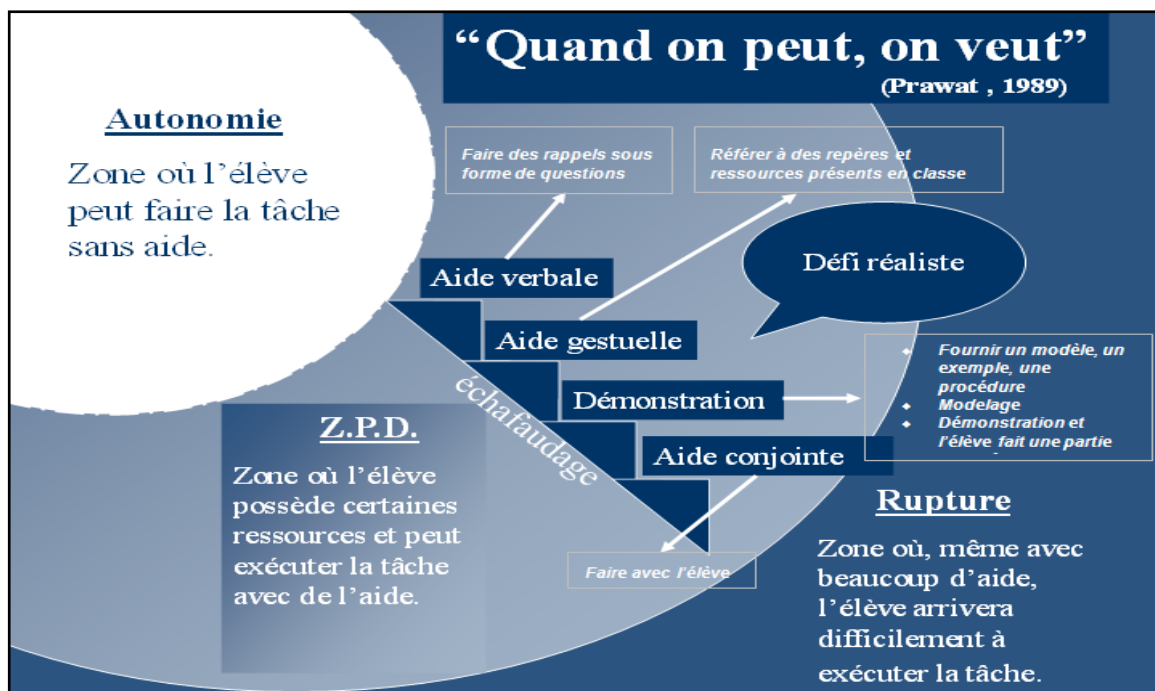 “Quand on peut, on veut”
(Prawat , 1989)
Autonomie
Zone où l’élève
peut faire la tâche
sans aide.
Faire des rappels sous
forme de questions
Référer à des repères et
ressources présents en classe
Défi réaliste
Aide verbale
Aide gestuelle
Démonstration
Aide conjointe
échafaudage
Fournir un modèle, un
exemple, une
procédure
Modelage
Démonstration et
l’élève fait une partie
Z.P.D.
Zone où l’élève
possède certaines
ressources et peut
exécuter la tâche
avec de l’aide.
Faire avec l’élève
Rupture
Zone où, même avec
beaucoup d’aide,
l’élève arrivera
difficilement à
exécuter la tâche.